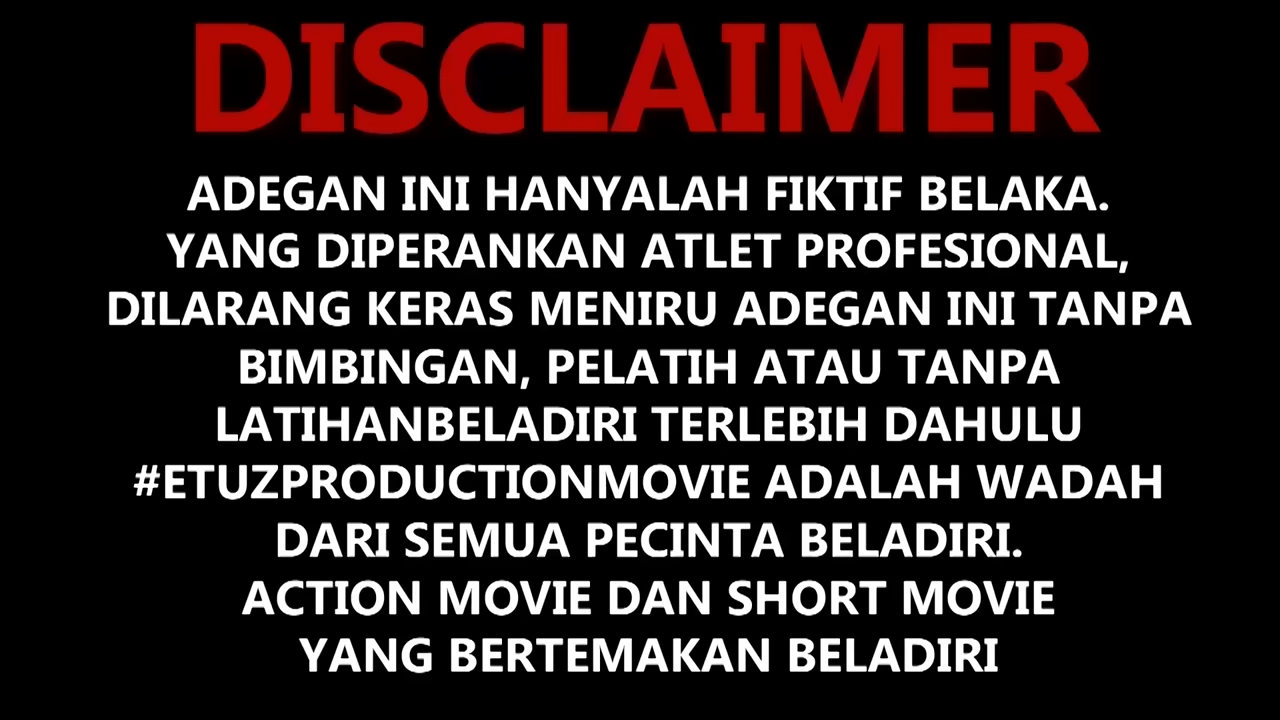 DISCLAIMER
ADEGAN INI HANYALAH FIKTIF BELAKA.
YANG DIPERANKAN ATLET PROFESIONAL,
DILARANG KERAS MENIRU ADEGAN INI TANPA
BIMBINGAN, PELATIH ATAU TANPA
LATIHANBELADIRI TERLEBIH DAHULU
#ETUZPRODUCTIONMOVIE ADALAH WADAH
DARI SEMUA PECINTA BELADIRI.
ACTION MOVIE DAN SHORT MOVIE
YANG BERTEMAKAN BELADIRI